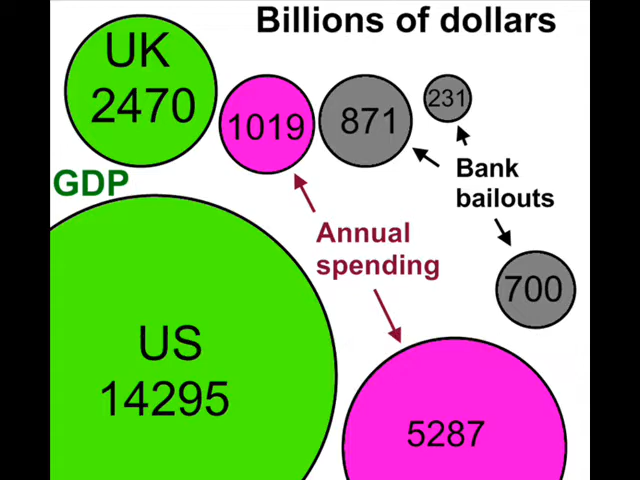 Billions of dollars
UK
2470
1019
871
231
Bank
bailouts
GDP
Annual
spending
700
US
14295
5287